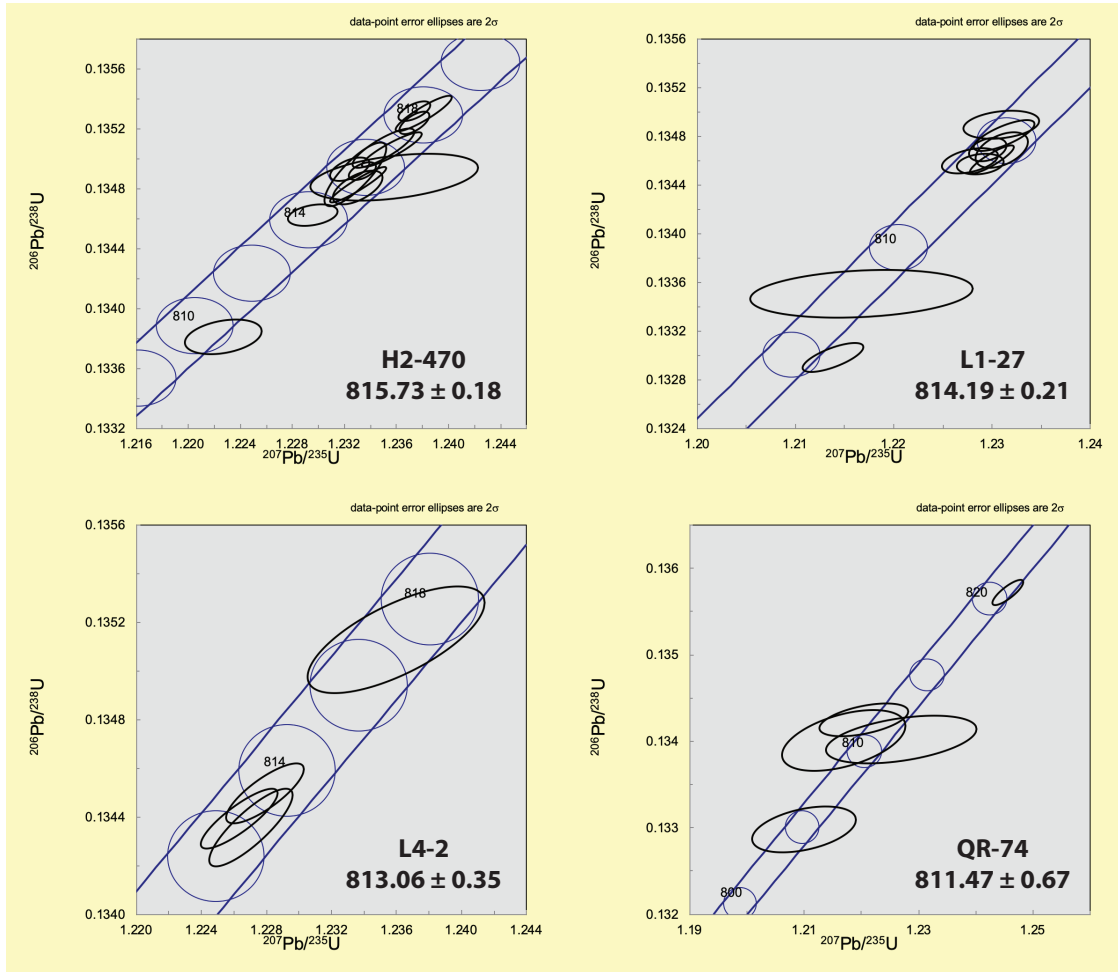 data-point error ellipses are 2σ
0.1356
0.1352
0.1348
0.1344
0.1340
0.1336
0.1332
206Pb/238U
818
814
810
H2-470
815.73 ± 0.18
1.216 1.220 1.224 1.228 1.232 1.236 1.240 1.244
207Pb/235U
data-point error ellipses are 2σ
0.1356
0.1352
0.1348
0.1344
0.1340
0.1336
0.1332
0.1328
0.1324
206Pb/238U
810
L1-27
814.19 ± 0.21
1.20 1.21 1.22 1.23 1.24
207Pb/235U
data-point error ellipses are 2σ
0.1356
0.1352
0.1348
0.1344
0.1340
206Pb/238U
818
814
L4-2
813.06 ± 0.35
1.220 1.224 1.228 1.232 1.236 1.240 1.244
207Pb/235U
data-point error ellipses are 2σ
0.136
0.135
0.134
0.133
0.132
206Pb/238U
820
810
800
QR-74
811.47 ± 0.67
1.19 1.21 1.23 1.25
207Pb/235U